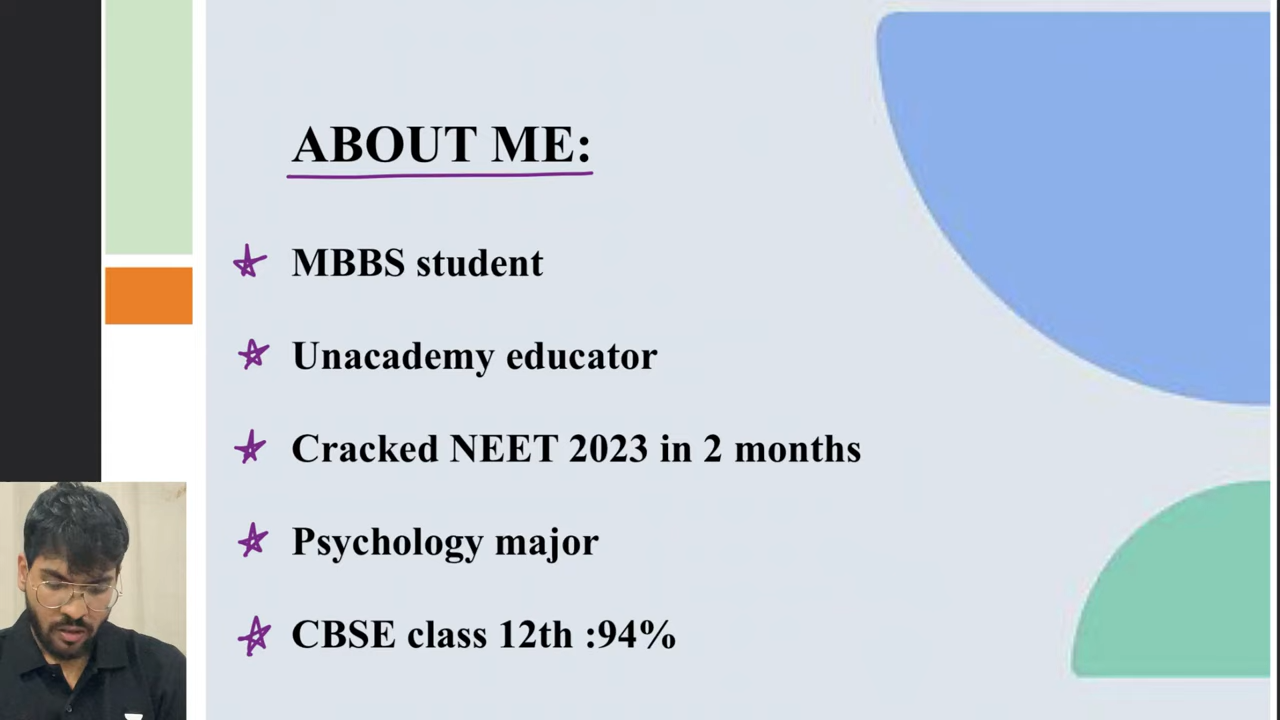 ABOUT ME:
MBBS student
Unacademy educator
Cracked NEET 2023 in 2 months
Psychology major
CBSE class 12th :94%